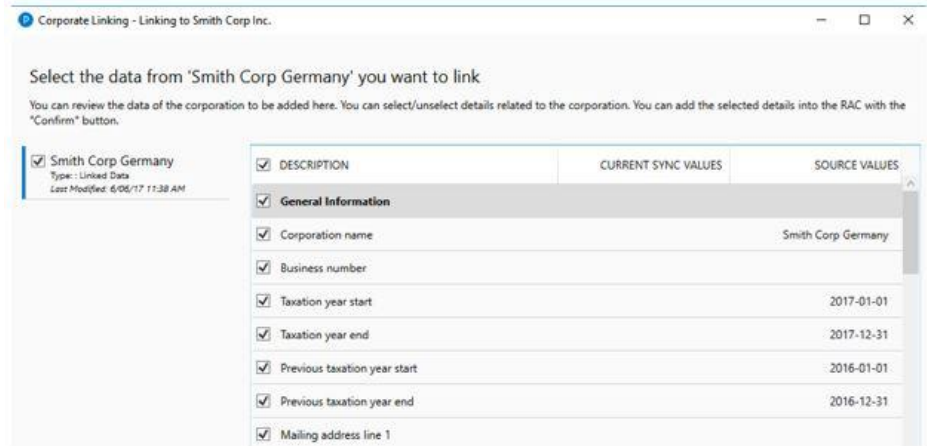 Corporate Linking - Linking to Smith Corp Inc.
Select the data from 'Smith Corp Germany' you want to link
You can review the data of the corporation to be added here. You can select/unselect details related to the corporation. You can add the selected details into the RAC with the
"Confirm" button.
Smith Corp Germany
Type: : Linked Data
Last Modified: 6/06/17 11:38 AM
DESCRIPTION CURRENT SYNC VALUES SOURCE VALUES
General Information
Corporation name Smith Corp Germany
Business number
Taxation year start 2017-01-01
Taxation year end 2017-12-31
Previous taxation year start 2016-01-01
Previous taxation year end 2016-12-31
Mailing address line 1